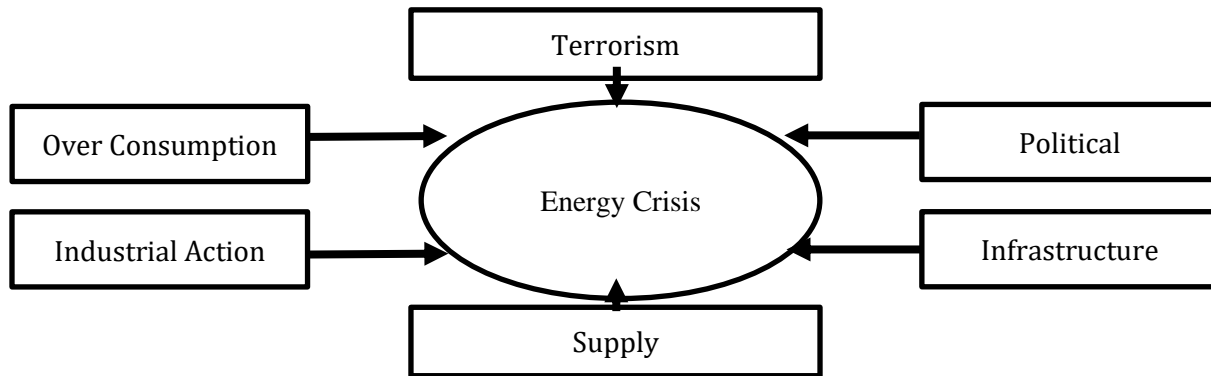 Terrorism
Over Consumption
Political
Energy Crisis
Industrial Action
Infrastructure
Supply